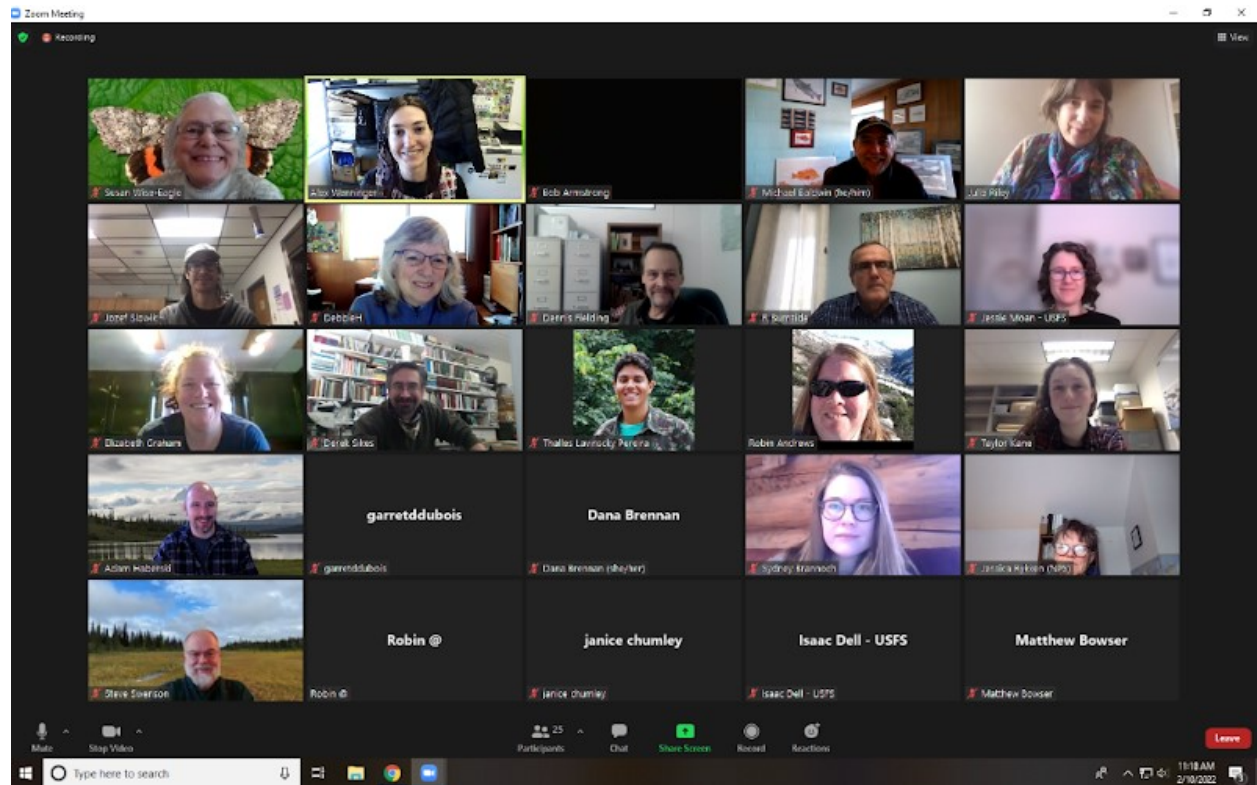 Zoom Meeting
Recording
View
Susan Wise-Eagle
Alex Wenninger
Bob Armstrong
Michael Baldwin (he/him)
Julie Riley
Jozef Slowik
DebbieH
Dennis Fielding
R Burnside
Jessie Moan - USFS
Elizabeth Graham
Derek Sikes
Thalles Lavinscky Pereira
Robin Andrews
Taylor Kane
Adam Haberski
garretddubois
garretddubois
Dana Brennan
Dana Brennan (she/her)
Sydney Brannoch
Jessica Rykken (NPS)
Steve Swenson
Robin @
Robin @
janice chumley
janice chumley
Isaac Dell - USFS
Isaac Dell - USFS
Matthew Bowser
Matthew Bowser
Mute
Stop Video
25
Participants
Chat
Share Screen
Record
Reactions
Leave
Type here to search
11:18 AM
2/10/2022